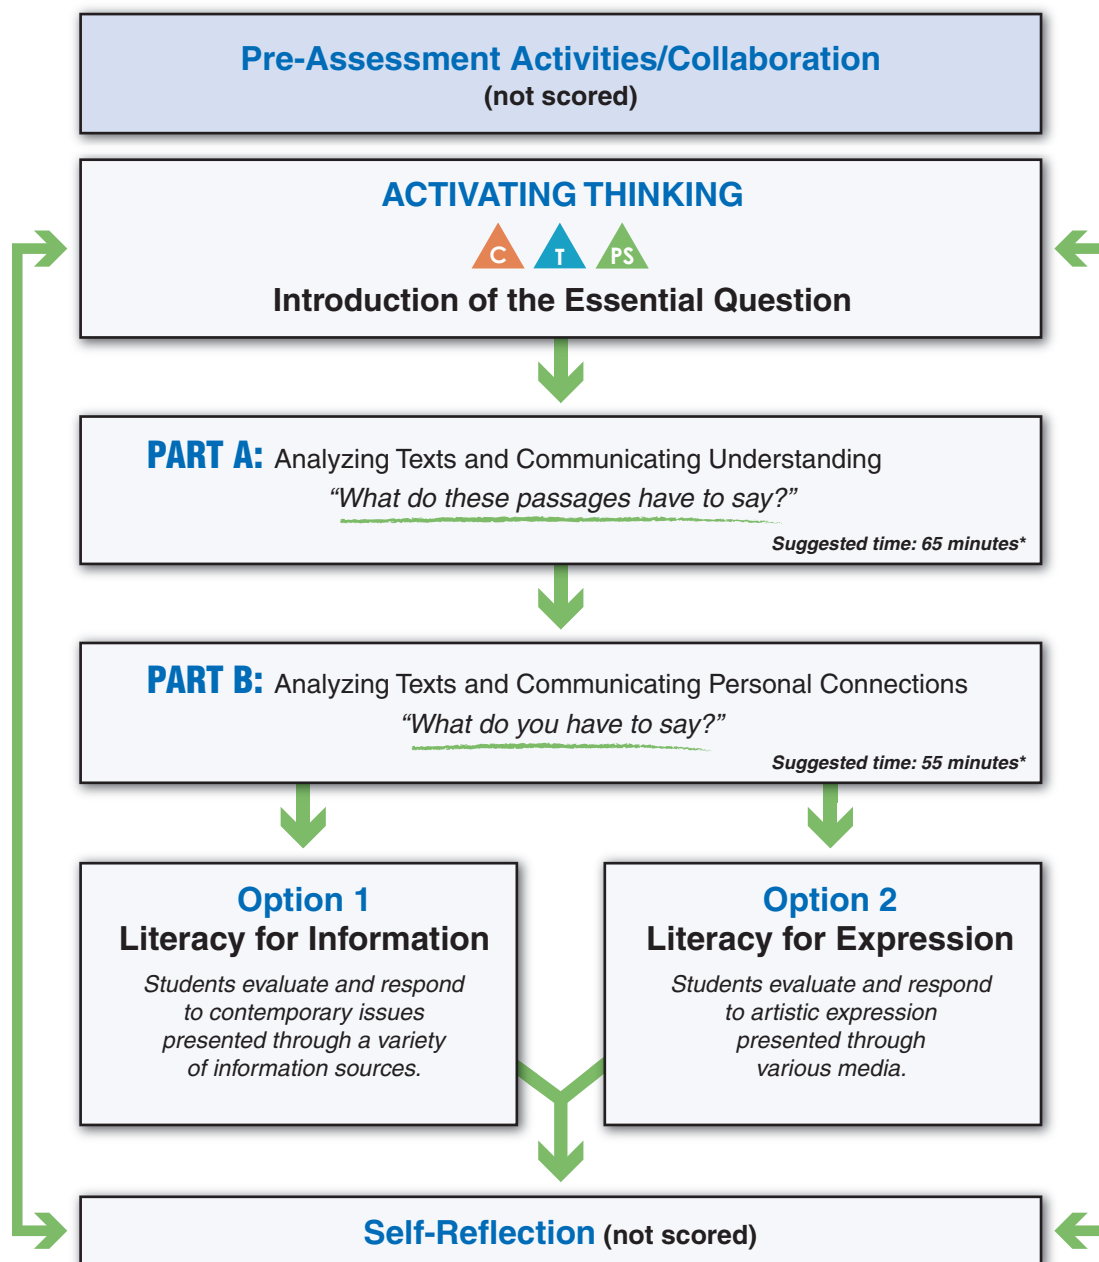 Pre-Assessment Activities/Collaboration
(not scored)
ACTIVATING THINKING
C T PS
Introduction of the Essential Question
PART A: Analyzing Texts and Communicating Understanding
“What do these passages have to say?”
Suggested time: 65 minutes*
PART B: Analyzing Texts and Communicating Personal Connections
“What do you have to say?”
Suggested time: 55 minutes*
Option 1
Literacy for Information
Students evaluate and respond
to contemporary issues
presented through a variety
of information sources.
Option 2
Literacy for Expression
Students evaluate and respond
to artistic expression
presented through
various media.
Self-Reflection (not scored)